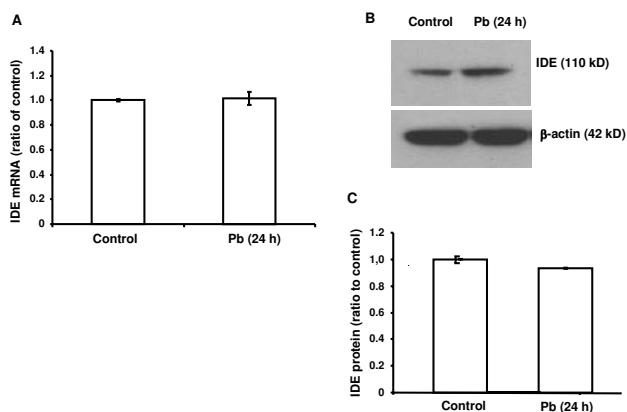 A
IDE mRNA (ratio of control)
1.4
1.2
1.0
0.8
0.6
0.4
0.2
0
Control Pb (24 h)
B
Control Pb (24 h)
IDE (110 kD)
β-actin (42 kD)
C
IDE protein (ratio to control)
1.2
1,0
0.8
0.6
0.4
0.2
0
Control Pb (24 h)